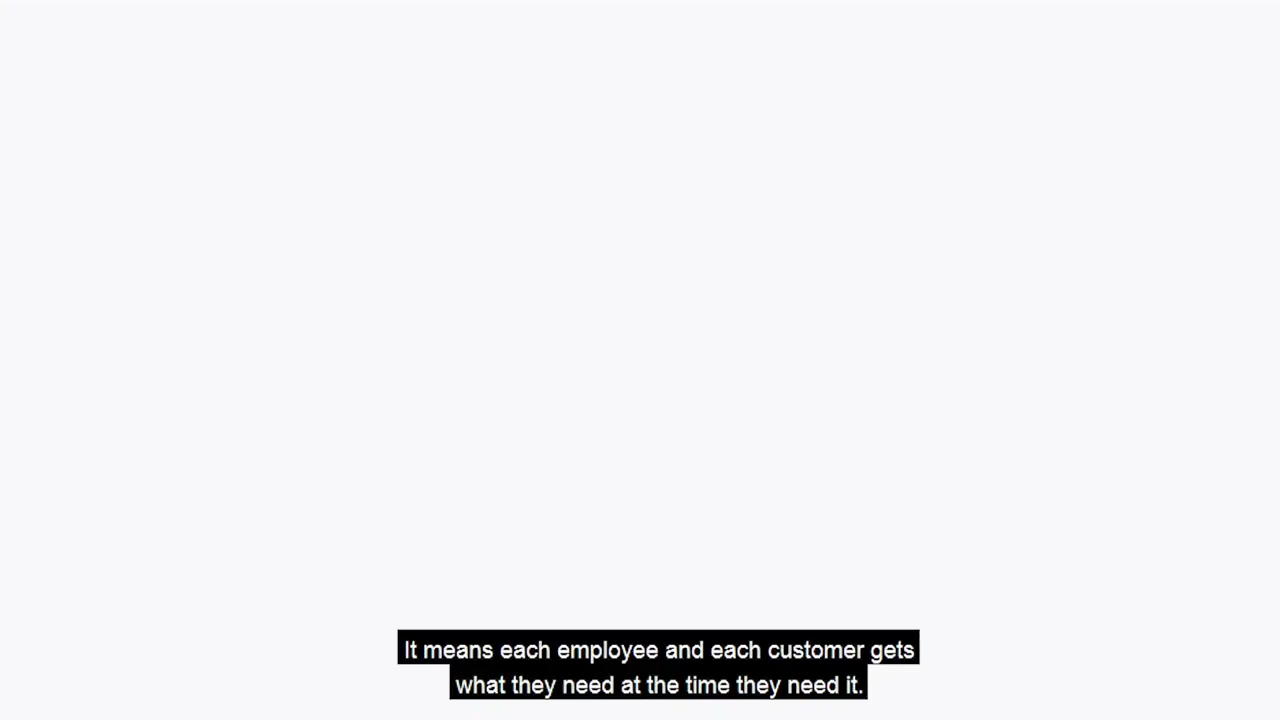 It means each employee and each customer gets
what they need at the time they need it.